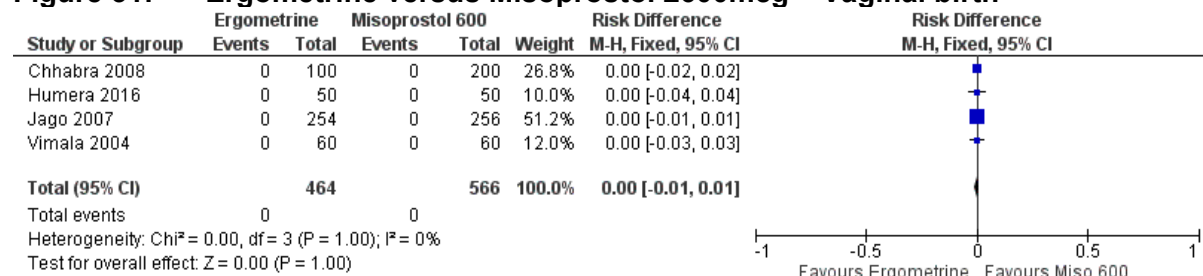 Ergometrine versus Misoprostol Vaginal birth
Ergometrine Misoprostol 600 Risk Difference Risk Difference
Study or Subgroup Events Total Events Total Weight M-H, Fixed, 95% CI M-H, Fixed, 95% CI
Chhabra 2008 0 100 0 200 26.8% 0.00 [-0.02, 0.02]
Humera 2016 0 50 0 50 10.0% 0.00 [-0.04, 0.04]
Jago 2007 0 254 0 256 51.2% 0.00 [-0.01, 0.01]
Vimala 2004 0 60 0 60 12.0% 0.00 [-0.03, 0.03]
Total (95% CI) 464 566 100.0% 0.00 [-0.01, 0.01]
Total events 0 0
Heterogeneity: Chi² = 0.00, df = 3 (P = 1.00); I² = 0%
Test for overall effect: Z = 0.00 (P = 1.00)
-1 -0.5 0 0.5 1
Favours Ergometrine Favours Miso 600